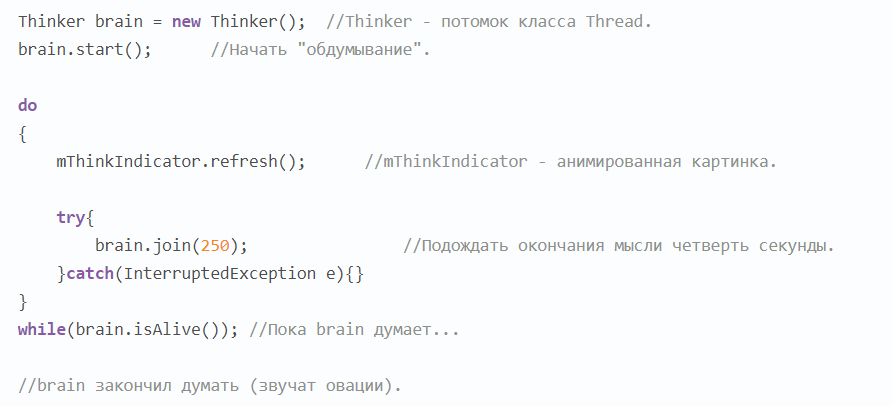 Thinker brain = new Thinker();  //Thinker - потомок класса Thread.
brain.start();      //Начать "обдумывание".
do
{
    mThinkIndicator.refresh();      //mThinkIndicator - анимированная картинка.
    try{
        brain.join(250);                //Подождать окончания мысли четверть секунды.
    }catch(InterruptedException e){}
}
while(brain.isAlive()); //Пока brain думает...
//brain закончил думать (звучат овации).